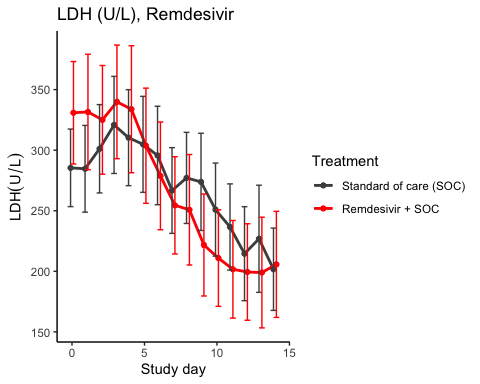 LDH (U/L), Remdesivir
LDH(U/L)
350
300
250
200
150
0 5 10 15
Study day
Treatment
Standard of care (SOC)
Remdesivir + SOC